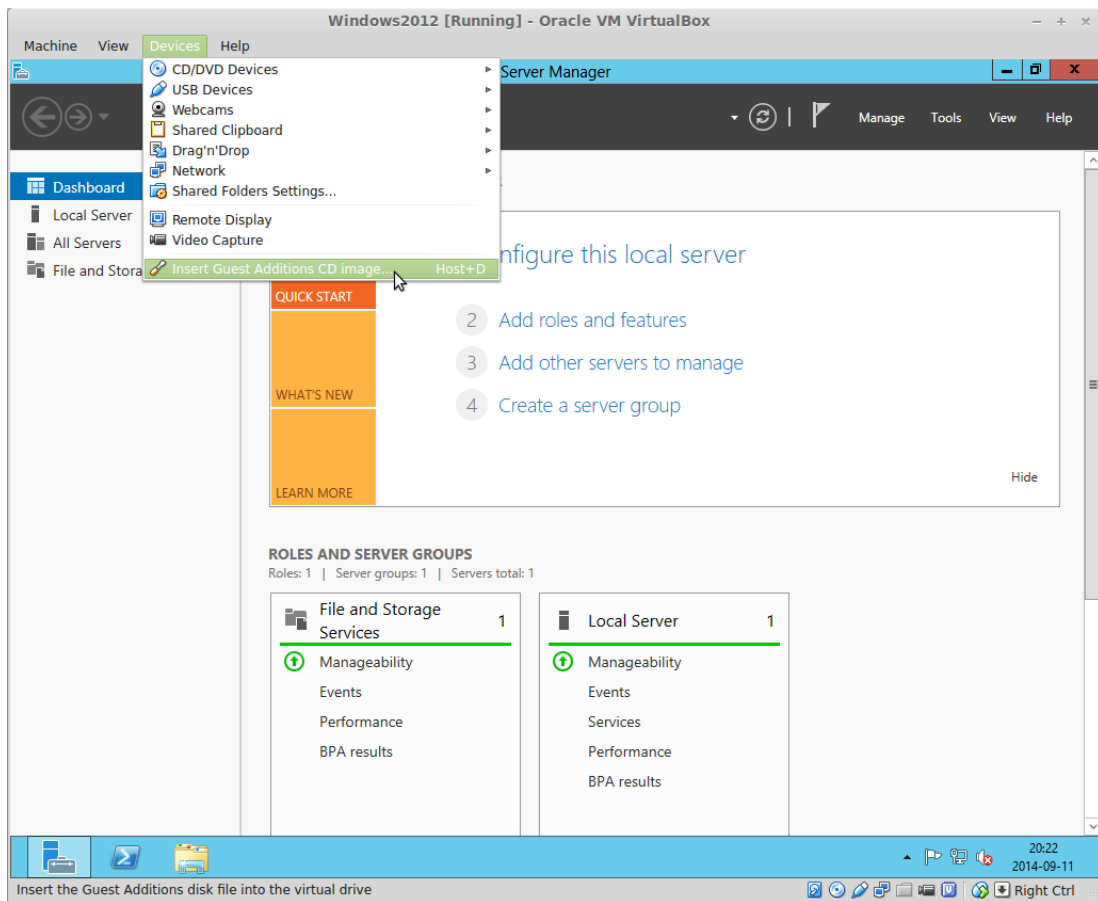 Windows2012 [Running] - Oracle VM VirtualBox
Machine View Devices Help
CD/DVD Devices
USB Devices
Webcams
Shared Clipboard
Drag'n'Drop
Network
Shared Folders Settings...
Remote Display
Video Capture
Insert Guest Additions CD image... Host+D
Server Manager
Manage Tools View Help
Dashboard
Local Server
All Servers
File and Stora
nfigure this local server
QUICK START
2 Add roles and features
3 Add other servers to manage
WHAT'S NEW
4 Create a server group
Hide
LEARN MORE
ROLES AND SERVER GROUPS
Roles: 1 | Server groups: 1 | Servers total: 1
File and Storage
Services
1
Manageability
Events
Performance
BPA results
Local Server 1
Manageability
Events
Services
Performance
BPA results
20:22
2014-09-11
Insert the Guest Additions disk file into the virtual drive
Right Ctrl